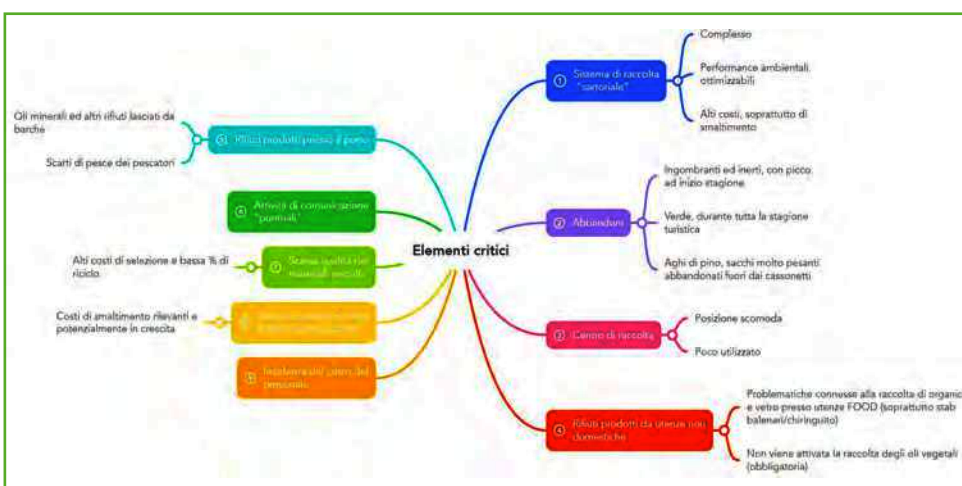 Elementi critici
① Sistema di raccolta
"sartoriale"
Complesso
Performance ambientali
ottimizzabili
Alti costi, soprattutto di
smaltimento
② Abbandoni
Ingombranti ed inerti, con picco
ad inizio stagione
Verde, durante tutta la stagione
turistica
Aghi di pino, sacchi molto pesanti
abbandonati fuori dai cassonetti
③ Centro di raccolta
Posizione scomoda
Poco utilizzato
④ Rifiuti prodotti da utenze non
domestiche
Problematiche connesse alla raccolta di organic
e vetro presso utenze FOOD (soprattutto stab
balneari/chiringuito)
Non viene attivata la raccolta degli oli vegetali
(obbligatoria)
Rifiuti prodotti presso il porto
Oli minerali ed altri rifiuti lasciati da
barche
Scarti di pesce dei pescatori
Attività di comunicazione
"puntuali"
Scarsa qualità dei
materiali raccolti
Alti costi di selezione e bassa % di
riciclo
Costi di smaltimento rilevanti e
potenzialmente in crescita
costo del
personale